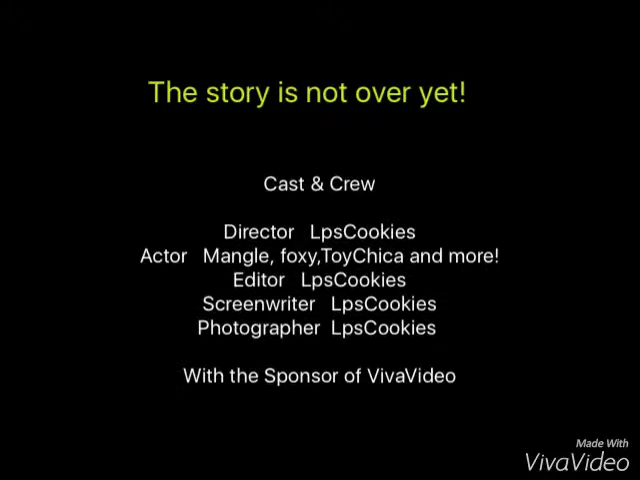 The story is not over yet!
Cast & Crew
Director LpsCookies
Actor Mangle, foxy,ToyChica and more!
Editor LpsCookies
Screenwriter LpsCookies
Photographer LpsCookies
With the Sponsor of VivaVideo
Made With
VivaVideo